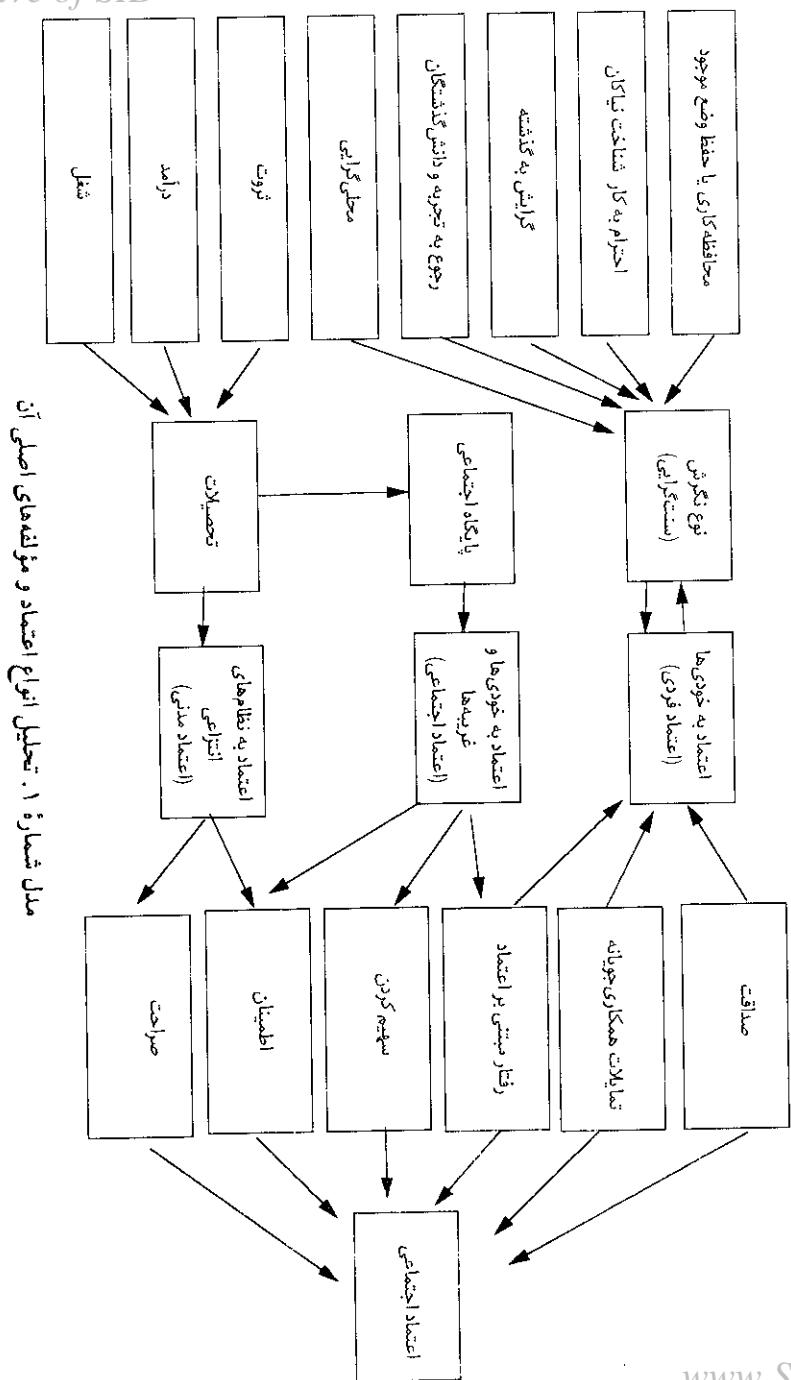 محافظه‌کاری یا حفظ وضع موجود
احترام به کار شناخت نیاکان
گرایش به گذشته
رجوع به تجربه و دانش گذشتگان
محلی‌گرایی
ثروت
درآمد
شغل
نوع نگرش
(سنت‌گرایی)
پایگاه اجتماعی
تحصیلات
اعتماد به خودی‌ها
(اعتماد فردی)
اعتماد به خودی‌ها و
غریبه‌ها
(اعتماد اجتماعی)
اعتماد به نظام‌های
انتزاعی
(اعتماد مدنی)
صداقت
تمایلات همکاری‌جویانه
رفتار مبتنی بر اعتماد
سهیم کردن
اطمینان
صراحت
اعتماد اجتماعی
مدل شمارهٔ ۱. تحلیل انواع اعتماد و مؤلفه‌های اصلی آن
of SID
www.S